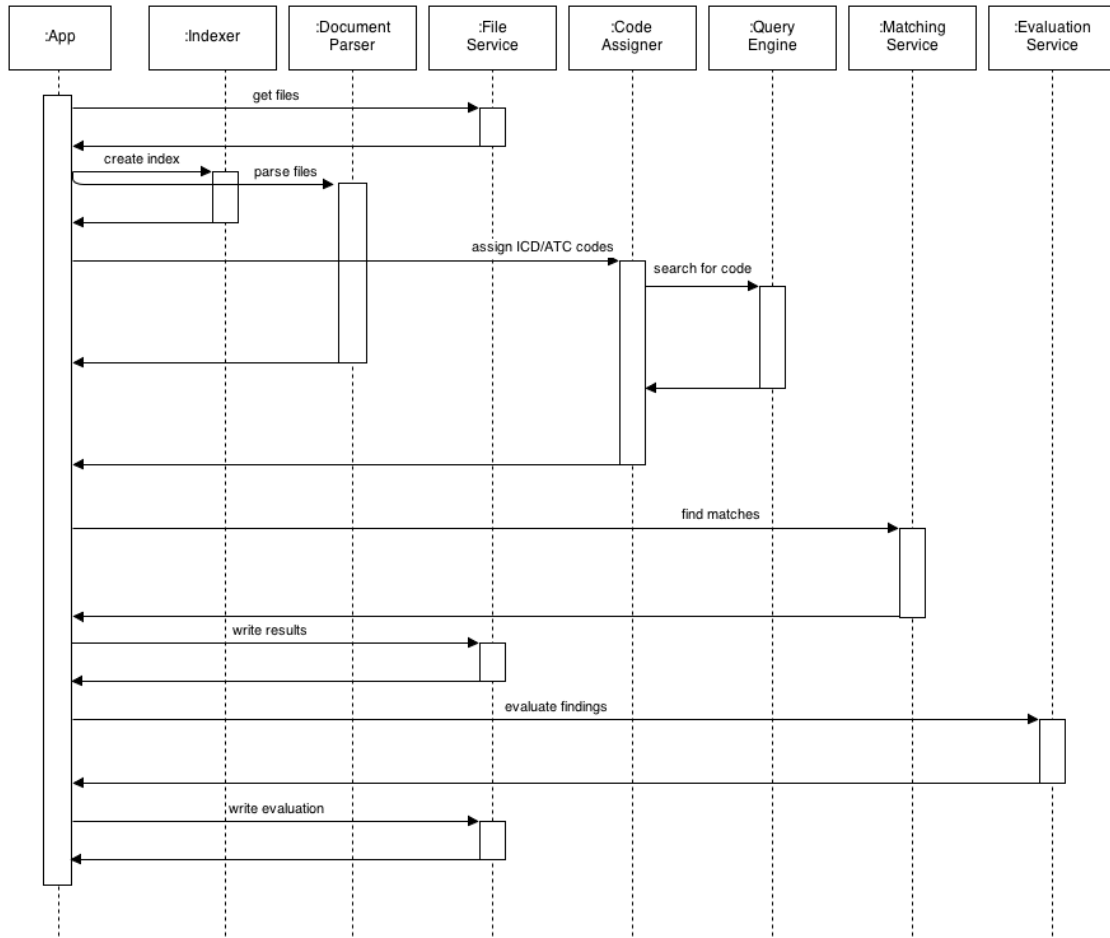 :App
:Indexer
:Document
Parser
:File
Service
:Code
Assigner
:Query
Engine
:Matching
Service
:Evaluation
Service
get files
create index
parse files
assign ICD/ATC codes
search for code
find matches
write results
evaluate findings
write evaluation